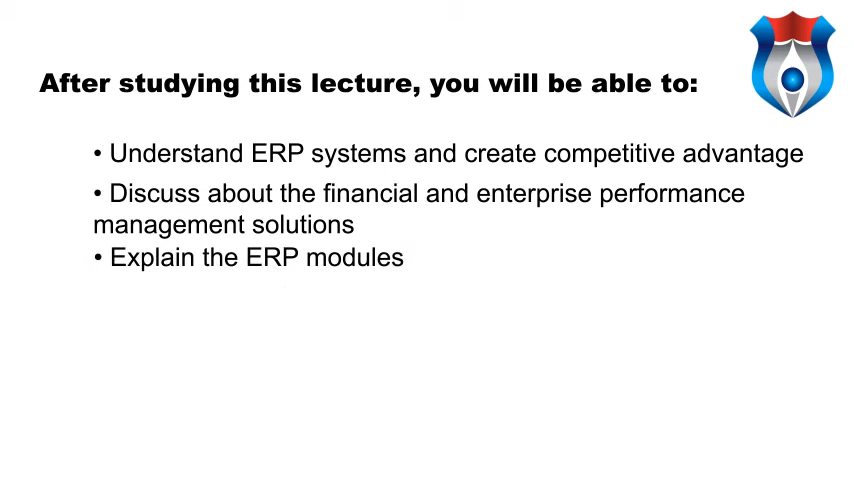 After studying this lecture, you will be able to:
• Understand ERP systems and create competitive advantage
• Discuss about the financial and enterprise performance
management solutions
• Explain the ERP modules